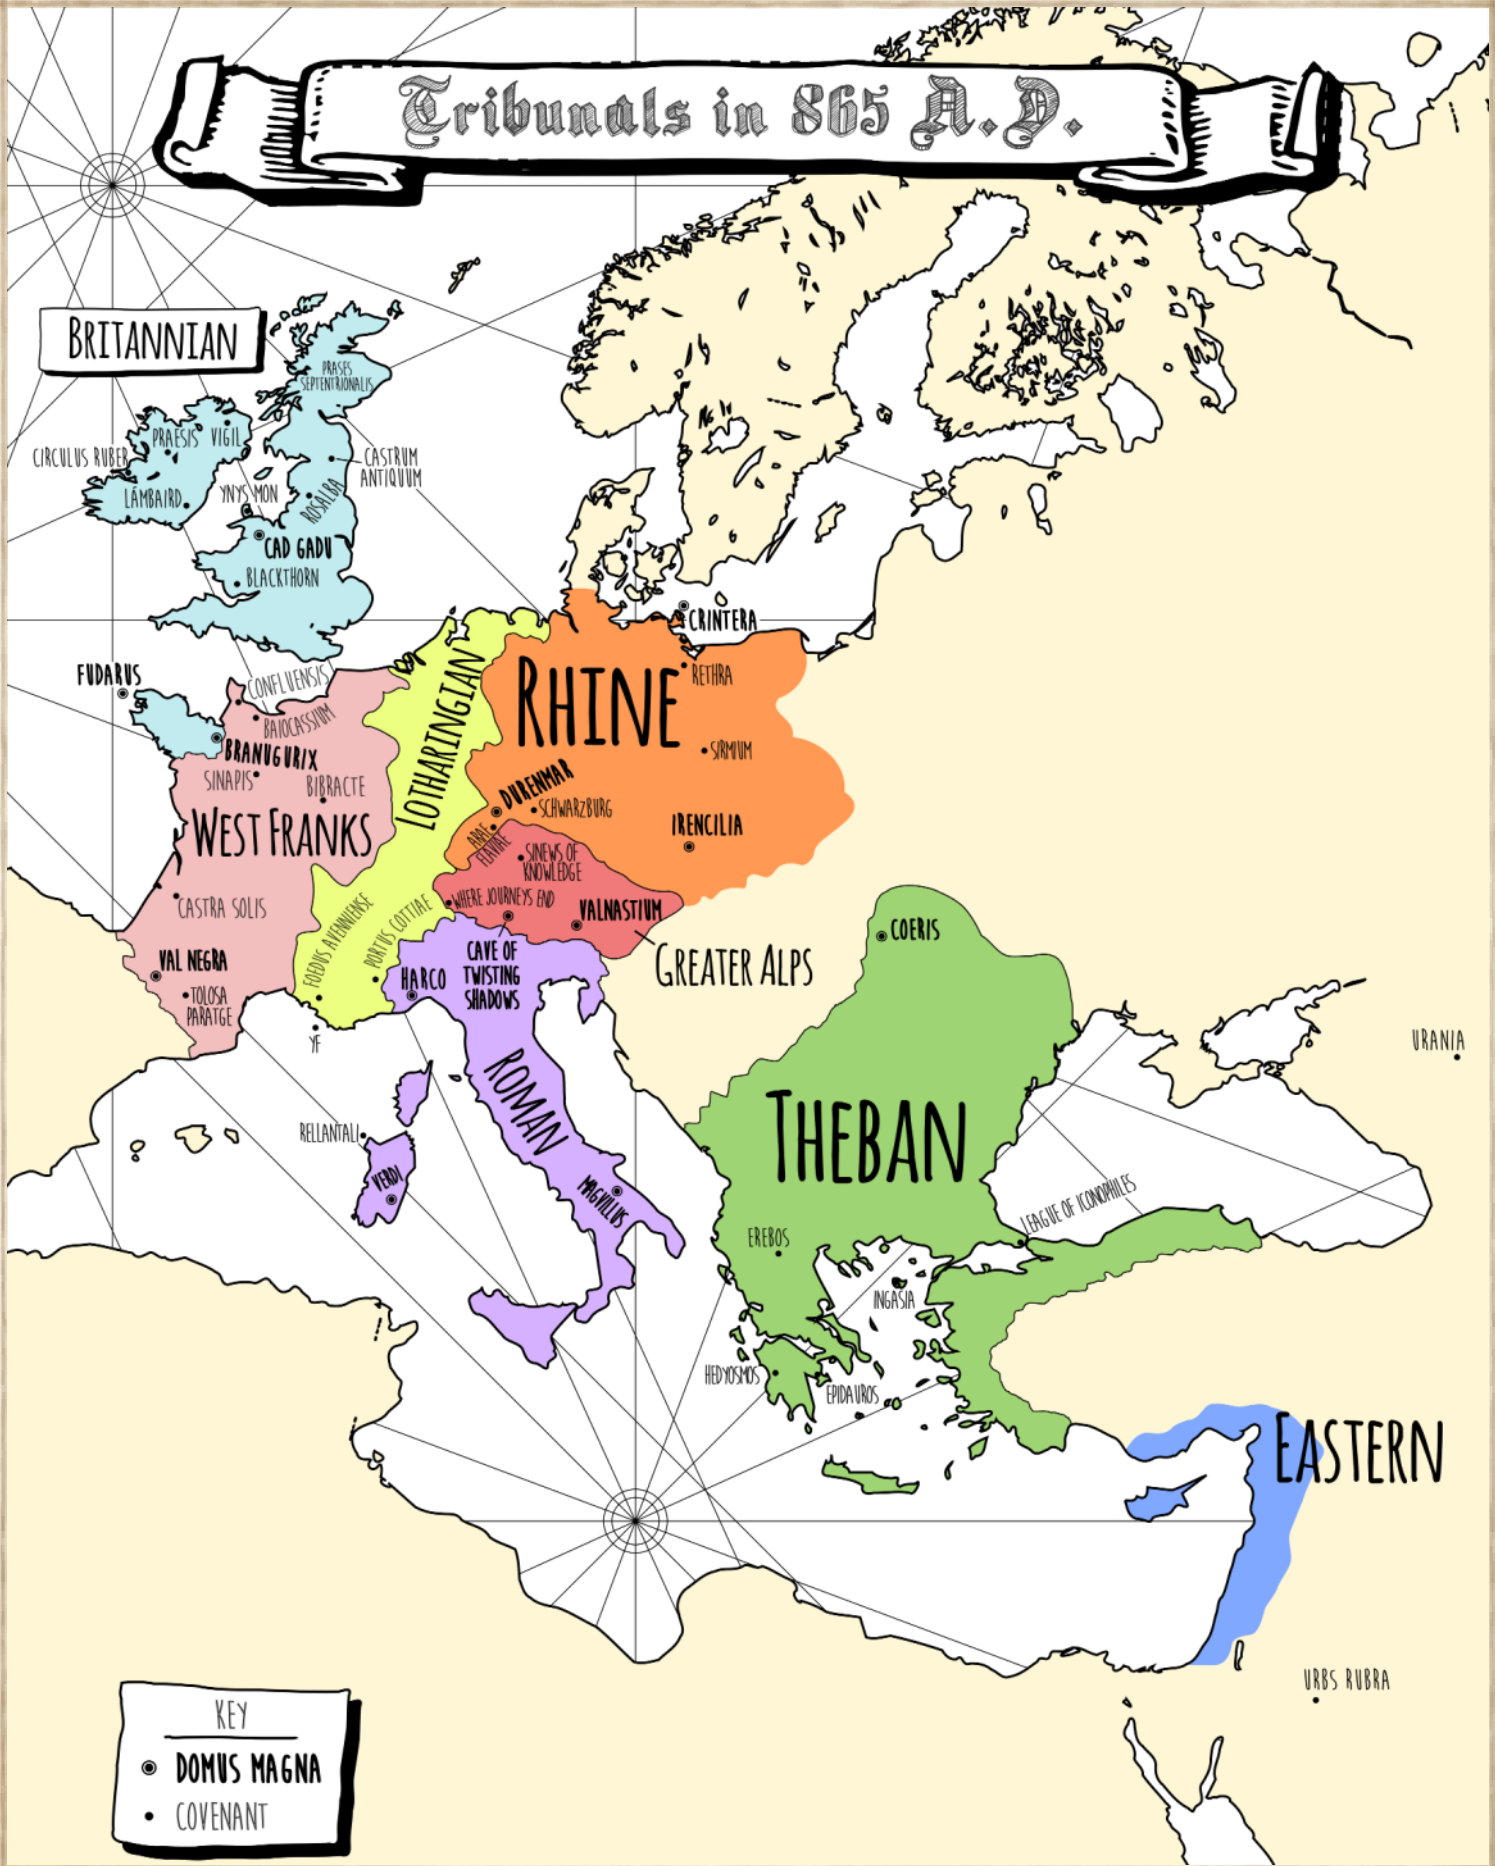 Tribunals in 865 A.D.
BRITANNIAN
PRASES
SEPTENTRIONALIS
PRAESIS
VIGIL
CIRCULUS RUBER
CASTRUM
ANTIQUUM
LÁMBAIRD
YNYS MON
ROSALBA
CAD GADU
BLACKTHORN
CRINTERA
FUDARUS
CONFLUENSIS
RETHRA
LOTHARINGIAN
RHINE
BAIOCASSIUM
BRANUGURIX
SIRMIUM
SINAPIS
BIBRACTE
DURENMAR
SCHWARZBURG
WEST FRANKS
IRENCILIA
ARAE
FLAVIAE
SINEWS OF
KNOWLEDGE
WHERE JOURNEYS END
CASTRA SOLIS
VALNASTIUM
FOEDUS AVENNIENSE
PORTUS COTTIAE
COERIS
VAL NEGRA
CAVE OF
TWISTING
SHADOWS
GREATER ALPS
HARCO
TOLOSA
PARATGE
YF
URANIA
ROMAN
THEBAN
RELLANTALI
VERDI
MAGVILLUS
LEAGUE OF ICONOPHILES
EREBOS
INGASIA
HEDYOSMOS
EPIDAUROS
EASTERN
URBS RUBRA
KEY
DOMUS MAGNA
COVENANT